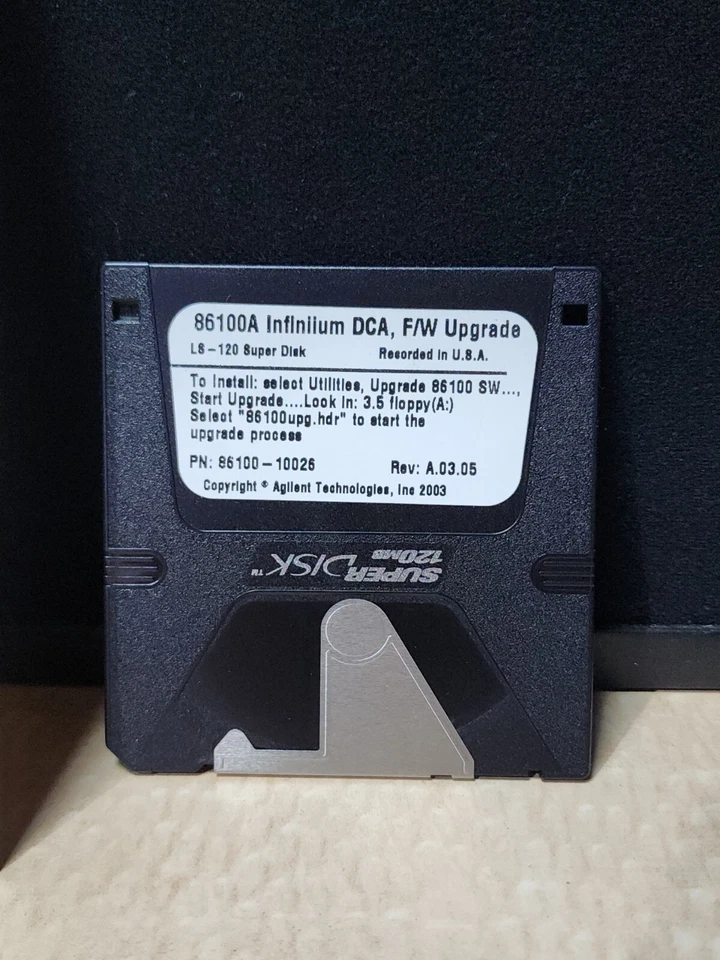 86100A Infiniium DCA, F/W Upgrade
LS-120 Super Disk Recorded in U.S.A.
To Install: select Utilities, Upgrade 86100 SW...,
Start Upgrade....Look In: 3.5 floppy(A:)
Select "86100upg.hdr" to start the
upgrade process
PN: 86100-10026 Rev: A.03.05
Copyright ® Agilent Technologies, Inc 2003
SUPER DISK™
120MB